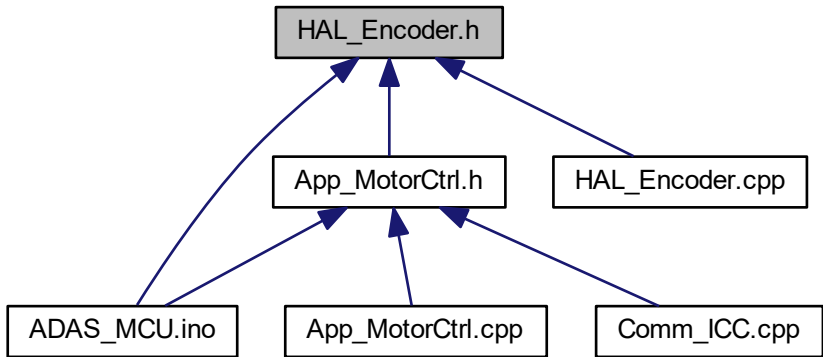 HAL_Encoder.h
App_MotorCtrl.h
HAL_Encoder.cpp
ADAS_MCU.ino
App_MotorCtrl.cpp
Comm_ICC.cpp